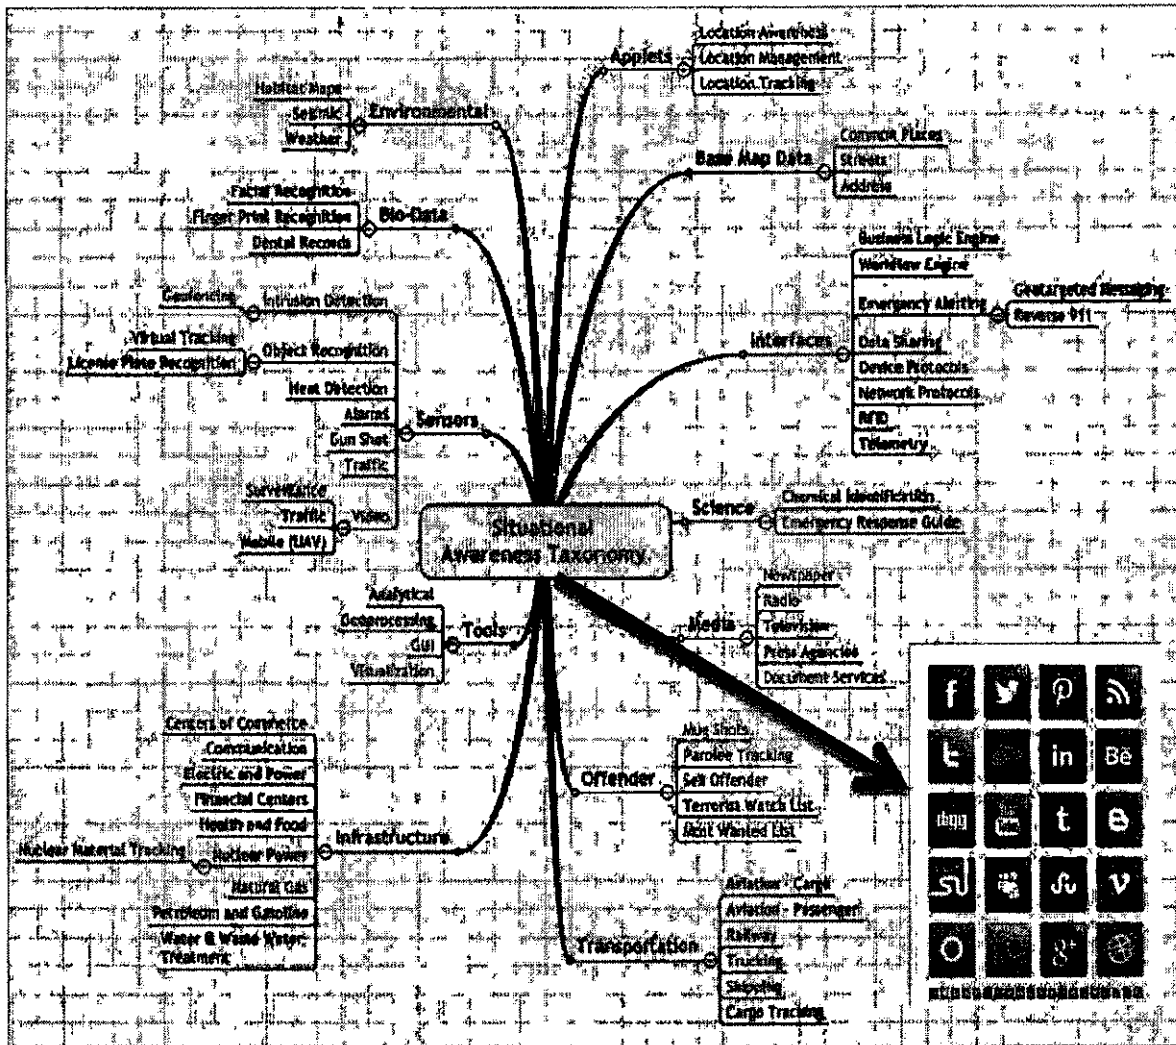 Applets
Location Awareness
Location Management
Location Tracking
Habitat Maps
Seismic
Weather
Environmental
Base Map Data
Common Places
Streets
Address
Facial Recognition
Finger Print Recognition
Dental Records
Bio-Data
Business Logic Engine
Workflow Engine
Emergency Alerting
Geotargeted Messaging
Reverse 911
Interfaces
Data Sharing
Device Protocols
Network Protocols
RFID
Telemetry
Geofencing
Intrusion Detection
Virtual Tracking
License Plate Recognition
Object Recognition
Heat Detection
Alarms
Gun Shot
Traffic
Sensors
Surveillance
Traffic
Mobile (UAV)
Video
Situational
Awareness Taxonomy
Science
Chemical Identification
Emergency Response Guide
Analytical
Geoprocessing
GUI
Visualization
Tools
Media
Newspaper
Radio
Television
Press Agencies
Document Services
Offender
Mug Shots
Parolee Tracking
Sex Offender
Terrorist Watch List
Most Wanted List
Centers of Commerce
Communication
Electric and Power
Financial Centers
Health and Food
Nuclear Material Tracking
Nuclear Power
Natural Gas
Petroleum and Gasoline
Water & Waste Water
Treatment
Infrastructure
Transportation
Aviation - Cargo
Aviation - Passenger
Railway
Trucking
Shipping
Cargo Tracking
f
t
in
Bē
digg
t
g+